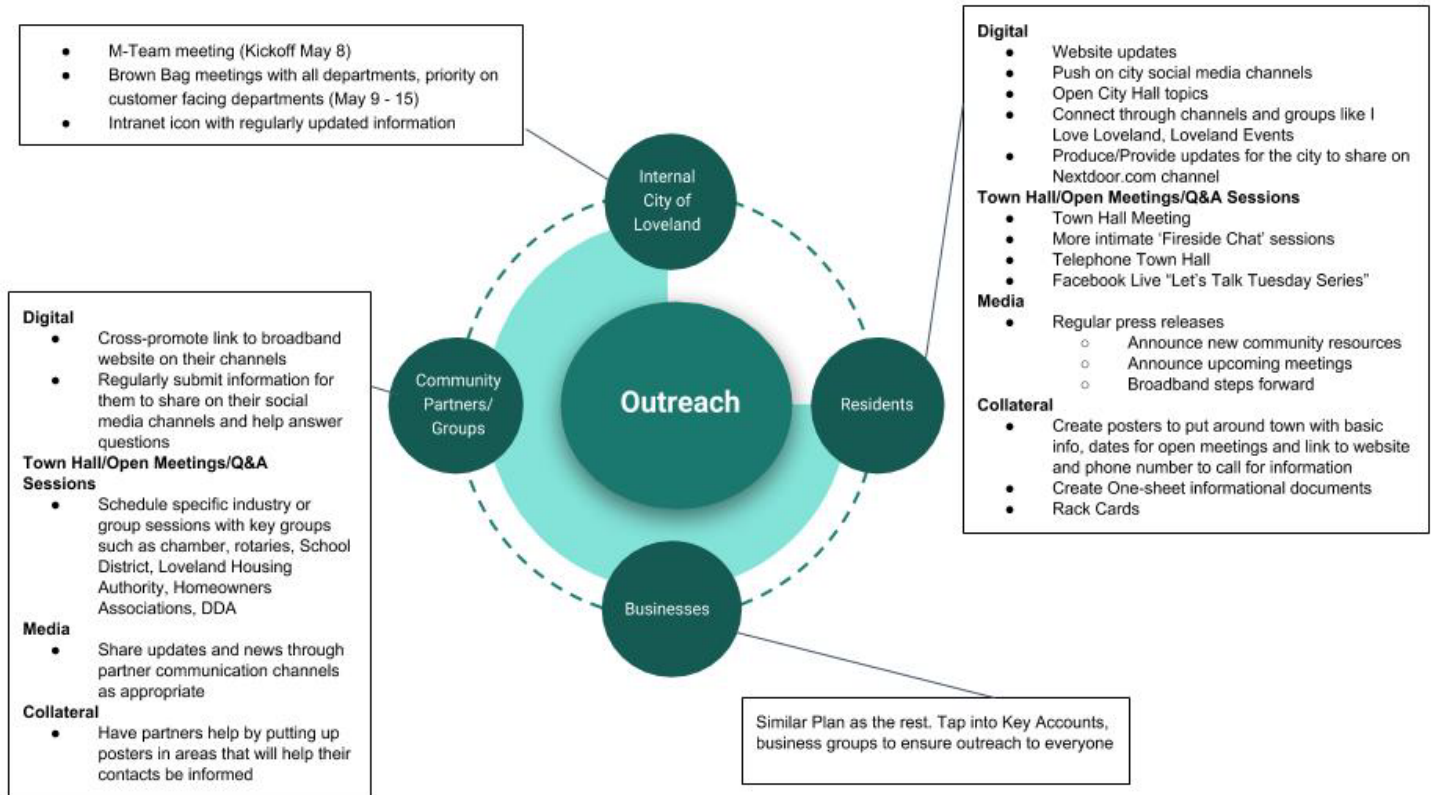 ● M-Team meeting (Kickoff May 8)
● Brown Bag meetings with all departments, priority on
customer facing departments (May 9 - 15)
● Intranet icon with regularly updated information
Digital
● Website updates
● Push on city social media channels
● Open City Hall topics
● Connect through channels and groups like I
Love Loveland, Loveland Events
● Produce/Provide updates for the city to share on
Nextdoor.com channel
Town Hall/Open Meetings/Q&A Sessions
● Town Hall Meeting
● More intimate ‘Fireside Chat’ sessions
● Telephone Town Hall
● Facebook Live “Let’s Talk Tuesday Series”
Media
● Regular press releases
○ Announce new community resources
○ Announce upcoming meetings
○ Broadband steps forward
Collateral
● Create posters to put around town with basic
info, dates for open meetings and link to website
and phone number to call for information
● Create One-sheet informational documents
● Rack Cards
Internal
City of
Loveland
Digital
● Cross-promote link to broadband
website on their channels
● Regularly submit information for
them to share on their social
media channels and help answer
questions
Town Hall/Open Meetings/Q&A
Sessions
● Schedule specific industry or
group sessions with key groups
such as chamber, rotaries, School
District, Loveland Housing
Authority, Homeowners
Associations, DDA
Media
● Share updates and news through
partner communication channels
as appropriate
Collateral
● Have partners help by putting up
posters in areas that will help their
contacts be informed
Community
Partners/
Groups
Outreach
Residents
Businesses
Similar Plan as the rest. Tap into Key Accounts,
business groups to ensure outreach to everyone